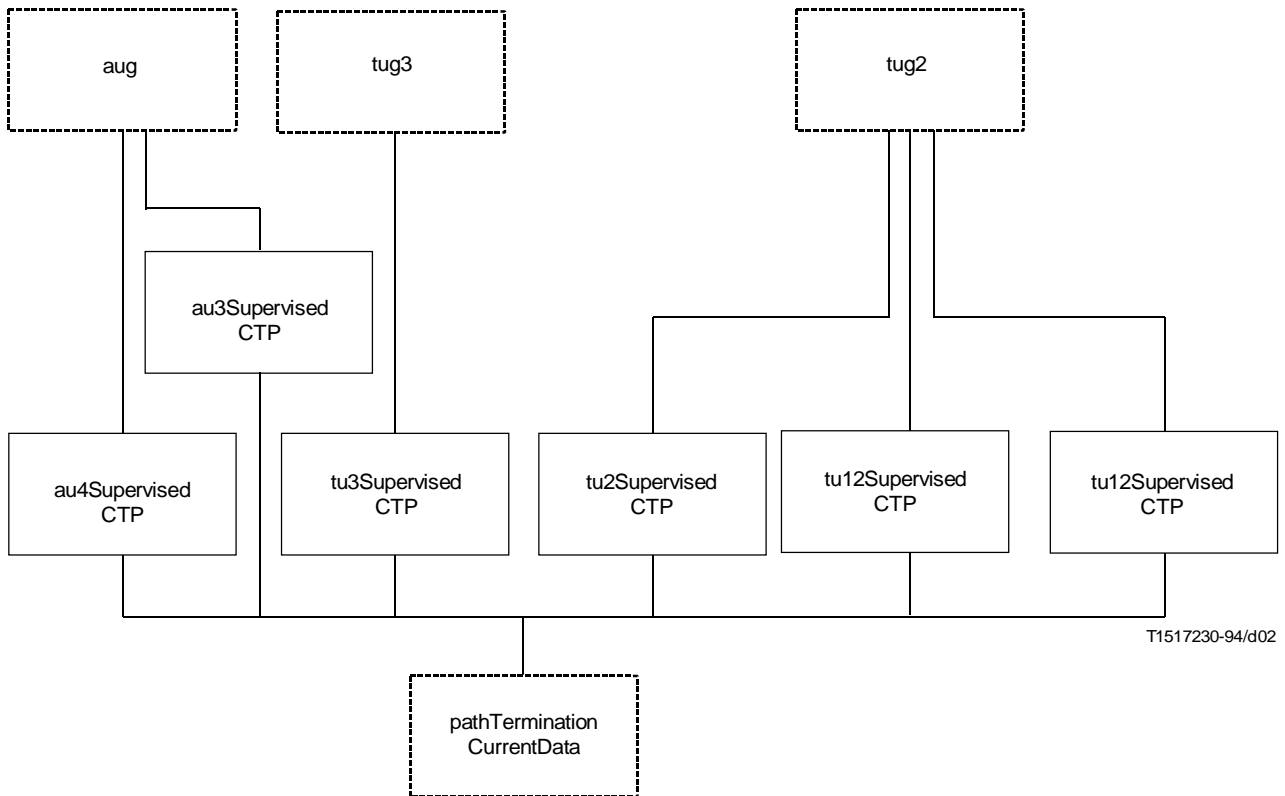 aug
tug3
tug2
au3Supervised
CTP
au4Supervised
CTP
tu3Supervised
CTP
tu2Supervised
CTP
tu12Supervised
CTP
tu12Supervised
CTP
T1517230-94/d02
pathTermination
CurrentData